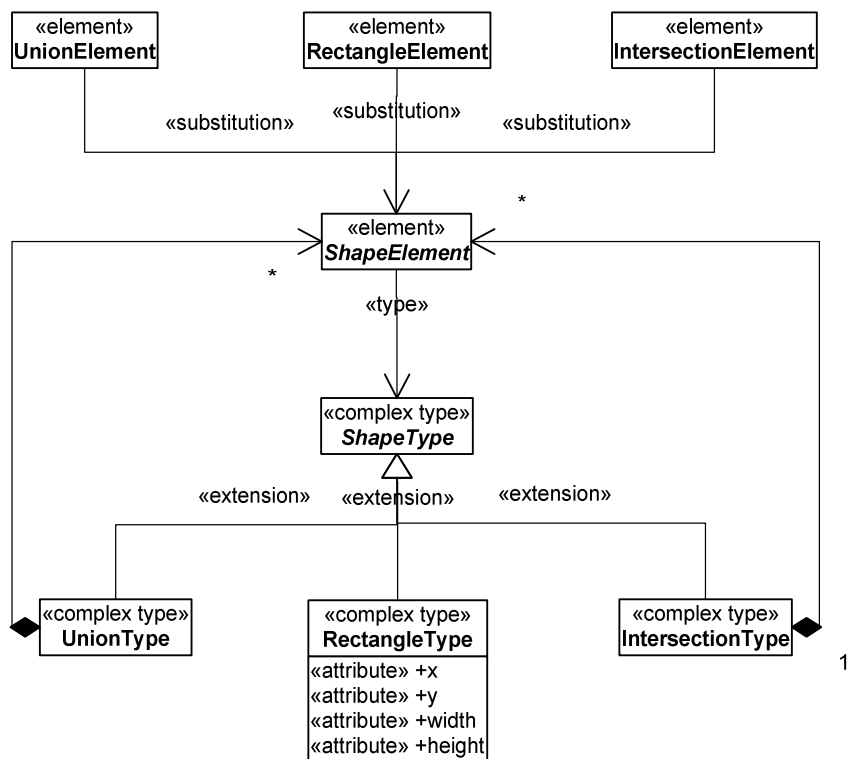 «element»
UnionElement
«element»
RectangleElement
«element»
IntersectionElement
«substitution»
«substitution»
«substitution»
*
«element»
ShapeElement
*
«type»
«complex type»
ShapeType
«extension»
«extension»
«extension»
«complex type»
UnionType
«complex type»
RectangleType
«attribute» +x
«attribute» +y
«attribute» +width
«attribute» +height
«complex type»
IntersectionType
1